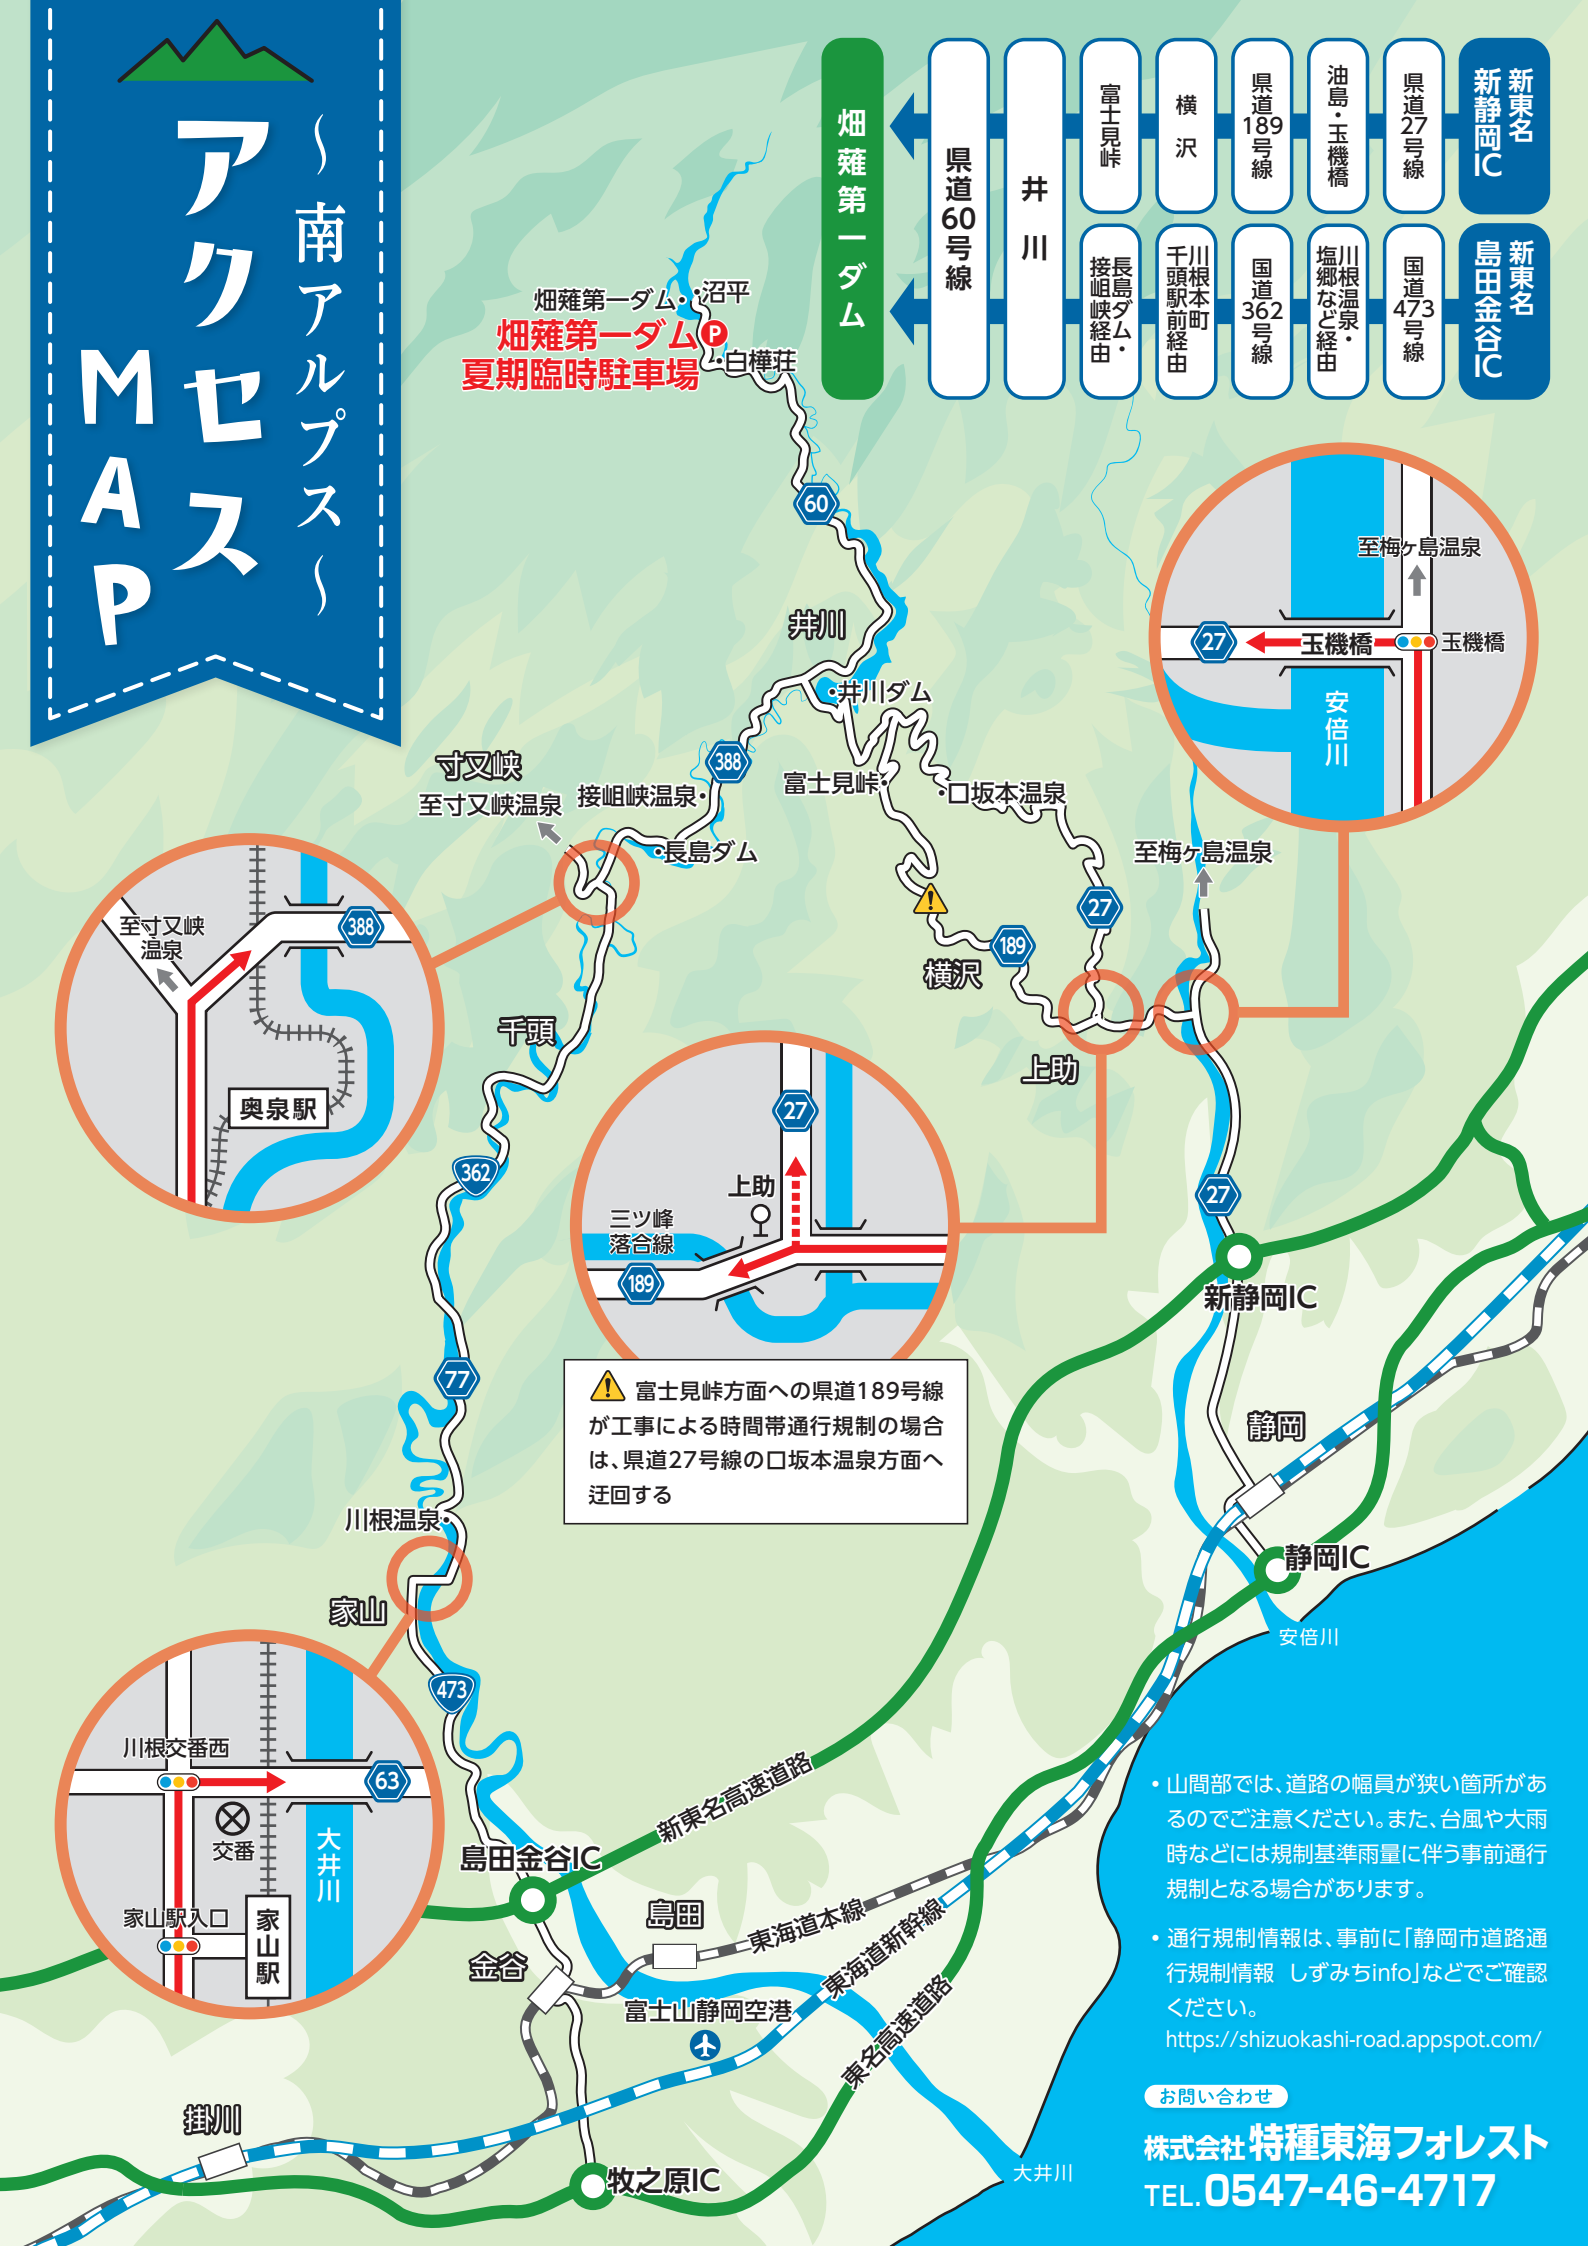 ～南アルプス～
アクセス
MAP
新東名
新静岡IC
県道27号線
油島・玉機橋
県道189号線
横沢
富士見峠
新東名
島田金谷IC
国道473号線
川根温泉・
塩郷など経由
国道362号線
川根本町
千頭駅前経由
長島ダム・
接岨峡経由
井川
県道60号線
畑薙第一ダム
畑薙第一ダム
沼平
畑薙第一ダム P
夏期臨時駐車場
白樺荘
60
井川
井川ダム
388
寸又峡
至寸又峡温泉
接岨峡温泉
長島ダム
富士見峠
口坂本温泉
至梅ヶ島温泉
27
189
横沢
上助
千頭
362
77
27
新静岡IC
静岡
静岡IC
安倍川
川根温泉
家山
473
島田金谷IC
新東名高速道路
島田
金谷
東海道本線
東海道新幹線
東名高速道路
富士山静岡空港
掛川
牧之原IC
大井川
至梅ヶ島温泉
27
玉機橋
玉機橋
安倍川
至寸又峡
温泉
388
奥泉駅
27
上助
三ツ峰
落合線
189
富士見峠方面への県道189号線
が工事による時間帯通行規制の場合
は、県道27号線の口坂本温泉方面へ
迂回する
川根交番西
63
交番
大井川
家山駅入口
家山駅
・山間部では、道路の幅員が狭い箇所があ
るのでご注意ください。また、台風や大雨
時などには規制基準雨量に伴う事前通行
規制となる場合があります。
・通行規制情報は、事前に「静岡市道路通
行規制情報 しずみちinfo」などでご確認
ください。
https://shizuokashi-road.appspot.com/
お問い合わせ
株式会社 特種東海フォレスト
TEL.0547-46-4717